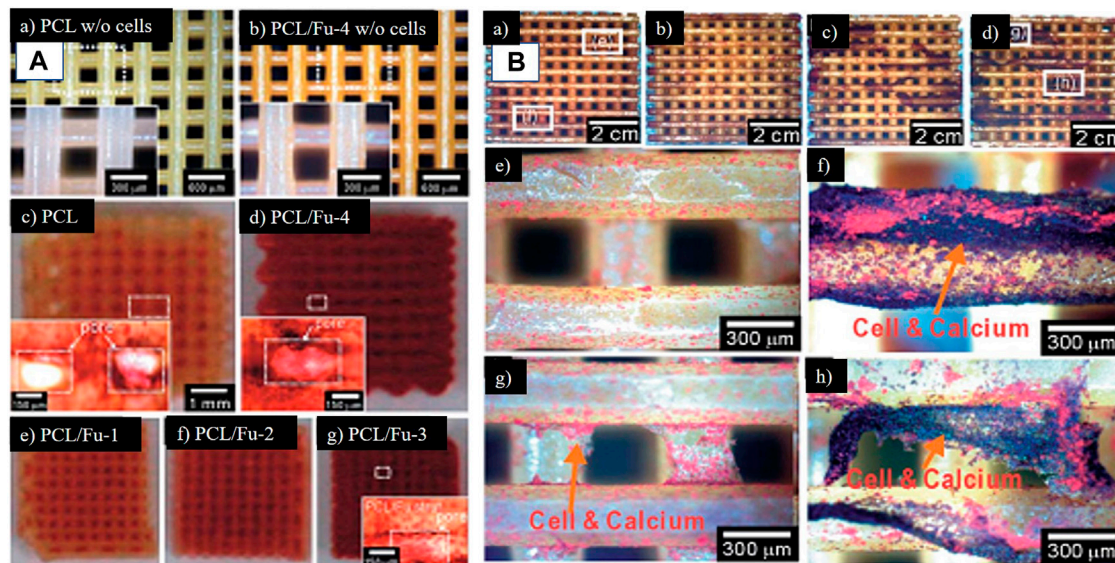 a) PCL w/o cells
A
300 µm
600 µm
b) PCL/Fu-4 w/o cells
300 µm
600 µm
c) PCL
pore
1 mm
d) PCL/Fu-4
pore
e) PCL/Fu-1
f) PCL/Fu-2
g) PCL/Fu-3
pore
a)
B
2 cm
b)
2 cm
c)
2 cm
d)
(h)
2 cm
e)
300 µm
f)
Cell & Calcium
300 µm
g)
Cell & Calcium
300 µm
h)
Cell & Calcium
300 µm